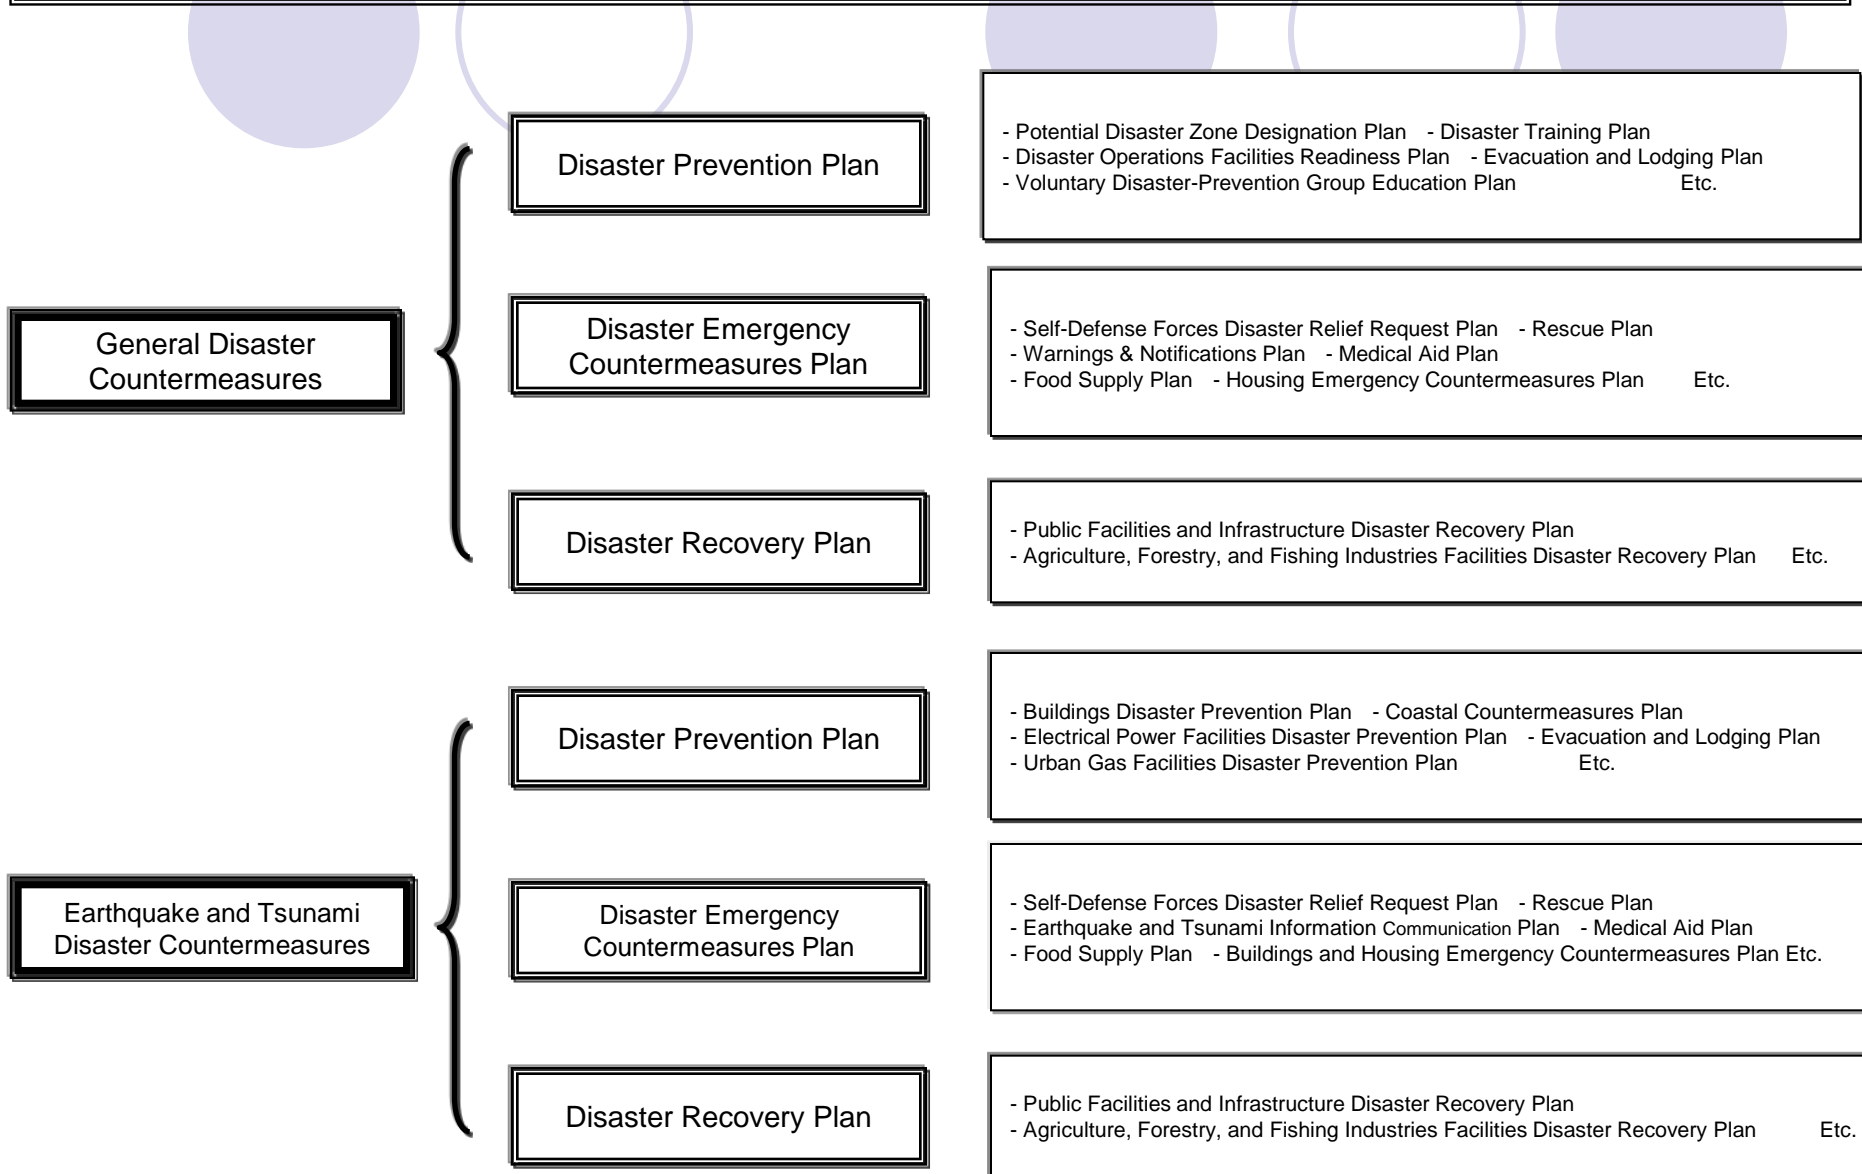 General Disaster
Countermeasures
Disaster Prevention Plan
- Potential Disaster Zone Designation Plan - Disaster Training Plan
- Disaster Operations Facilities Readiness Plan - Evacuation and Lodging Plan
- Voluntary Disaster-Prevention Group Education Plan Etc.
Disaster Emergency
Countermeasures Plan
- Self-Defense Forces Disaster Relief Request Plan - Rescue Plan
- Warnings & Notifications Plan - Medical Aid Plan
- Food Supply Plan - Housing Emergency Countermeasures Plan Etc.
Disaster Recovery Plan
- Public Facilities and Infrastructure Disaster Recovery Plan
- Agriculture, Forestry, and Fishing Industries Facilities Disaster Recovery Plan Etc.
Earthquake and Tsunami
Disaster Countermeasures
Disaster Prevention Plan
- Buildings Disaster Prevention Plan - Coastal Countermeasures Plan
- Electrical Power Facilities Disaster Prevention Plan - Evacuation and Lodging Plan
- Urban Gas Facilities Disaster Prevention Plan Etc.
Disaster Emergency
Countermeasures Plan
- Self-Defense Forces Disaster Relief Request Plan - Rescue Plan
- Earthquake and Tsunami Information Communication Plan - Medical Aid Plan
- Food Supply Plan - Buildings and Housing Emergency Countermeasures Plan Etc.
Disaster Recovery Plan
- Public Facilities and Infrastructure Disaster Recovery Plan
- Agriculture, Forestry, and Fishing Industries Facilities Disaster Recovery Plan Etc.